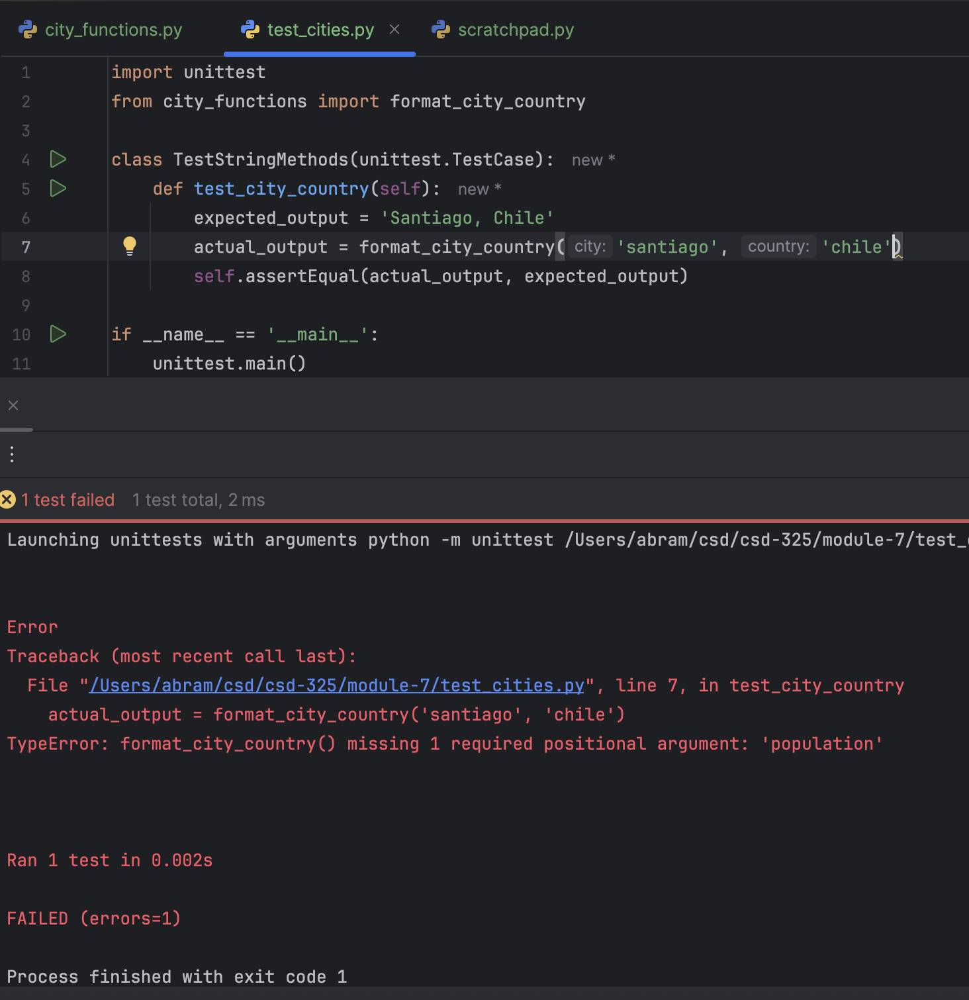 city_functions.py test_cities.py scratchpad.py
1 import unittest
2 from city_functions import format_city_country
3
4 class TestStringMethods(unittest.TestCase): new *
5 def test_city_country(self): new *
6 expected_output = 'Santiago, Chile'
7 actual_output = format_city_country( city: 'santiago', country: 'chile')
8 self.assertEqual(actual_output, expected_output)
9
10 if __name__ == '__main__':
11 unittest.main()
1 test failed 1 test total, 2 ms
Launching unittests with arguments python -m unittest /Users/abram/csd/csd-325/module-7/test_
Error
Traceback (most recent call last):
File "/Users/abram/csd/csd-325/module-7/test_cities.py", line 7, in test_city_country
actual_output = format_city_country('santiago', 'chile')
TypeError: format_city_country() missing 1 required positional argument: 'population'
Ran 1 test in 0.002s
FAILED (errors=1)
Process finished with exit code 1